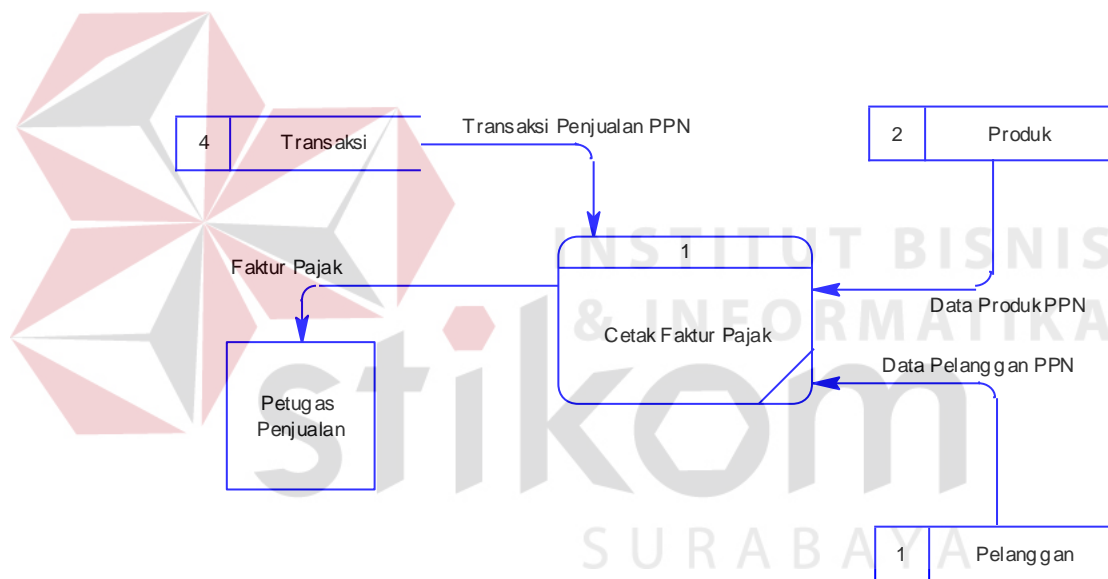 Transaksi Penjualan PPN
4 Transaksi
2 Produk
INSTITUT BISNIS
1
Faktur Pajak
Data Produk PPN
& INFORMATIKA
Cetak Faktur Pajak
Data Pelanggan PPN
stikom
Petugas
Penjualan
SURABAYA
1 Pelanggan